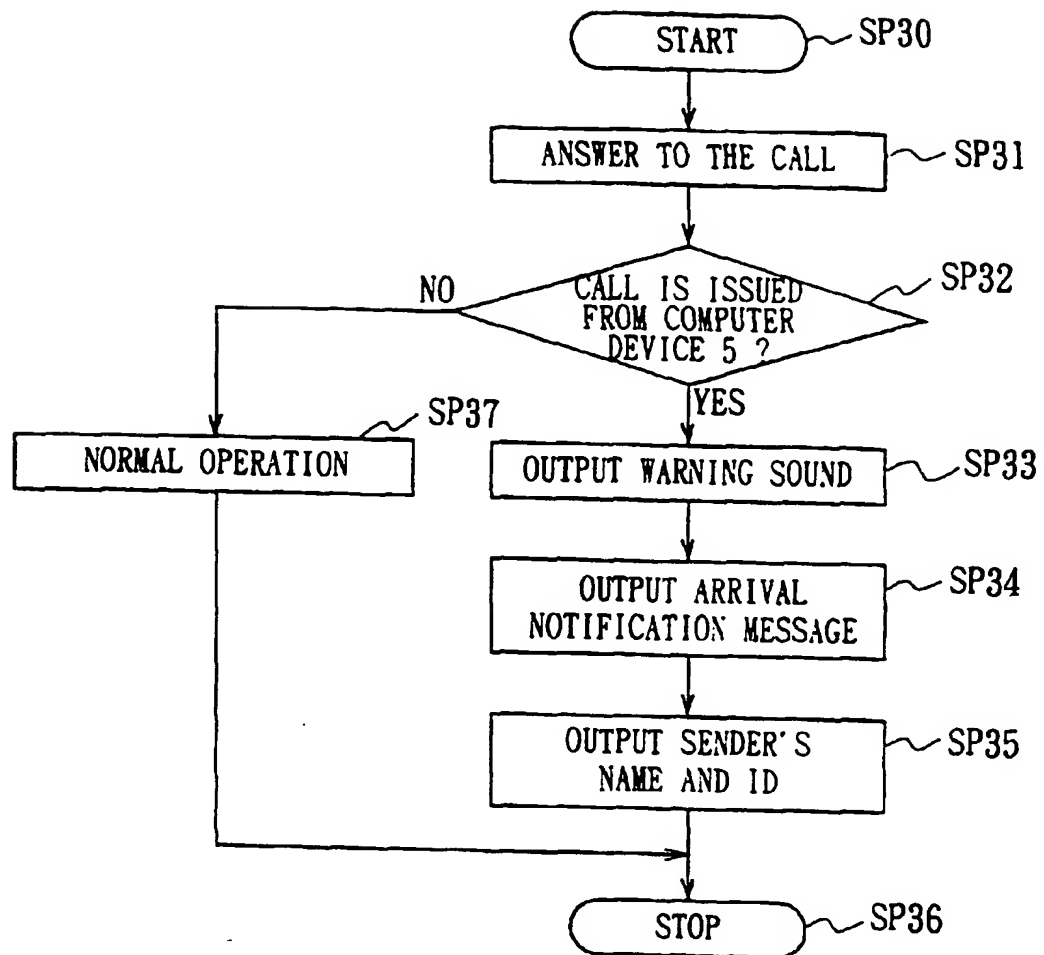 START
SP30
ANSWER TO THE CALL
SP31
CALL IS ISSUED
FROM COMPUTER
DEVICE 5 ?
SP32
NO
YES
SP37
NORMAL OPERATION
OUTPUT WARNING SOUND
SP33
OUTPUT ARRIVAL
NOTIFICATION MESSAGE
SP34
OUTPUT SENDER'S
NAME AND ID
SP35
STOP
SP36